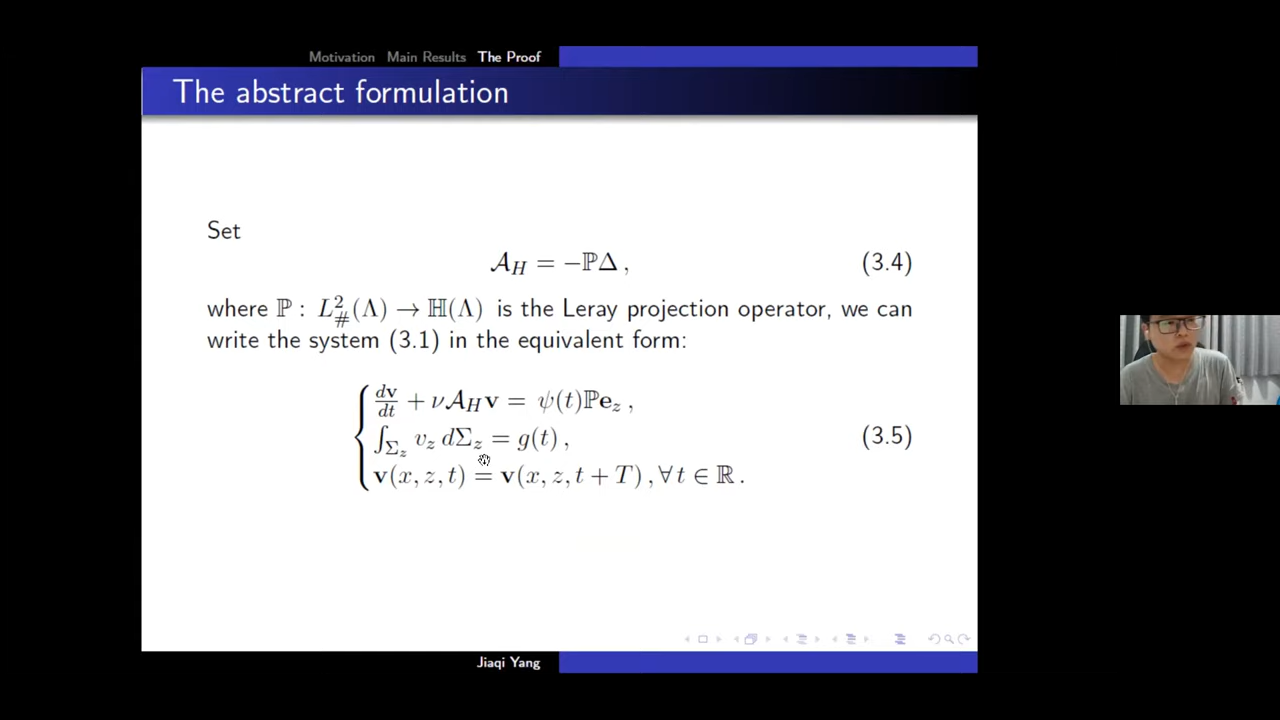 Motivation Main Results The Proof
The abstract formulation
Set
𝒜_H = −ℙΔ , (3.4)
where ℙ : L²_#(Λ) → ℍ(Λ) is the Leray projection operator, we can
write the system (3.1) in the equivalent form:
d𝐯/dt + ν𝒜_H 𝐯 = ψ(t)ℙ𝐞_z ,
∫_{Σ_z} v_z dΣ_z = g(t) , (3.5)
𝐯(x, z, t) = 𝐯(x, z, t + T) , ∀ t ∈ ℝ .
Jiaqi Yang